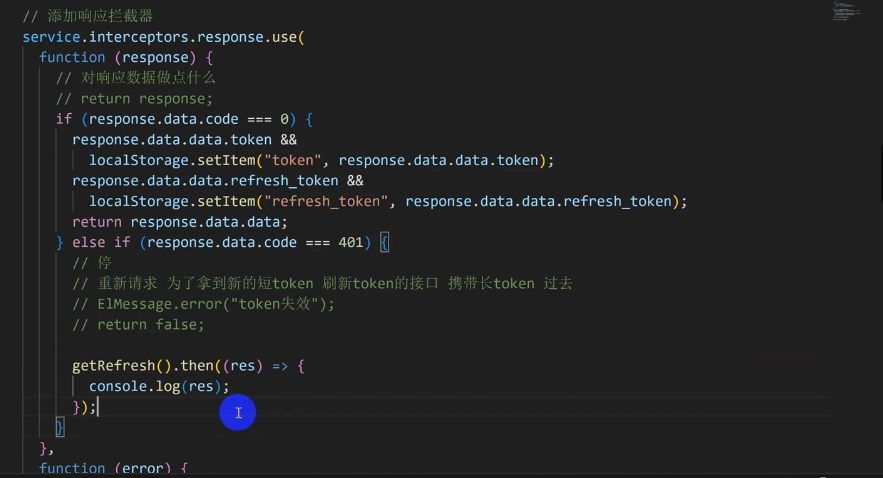 // 添加响应拦截器
service.interceptors.response.use(
function (response) {
// 对响应数据做点什么
// return response;
if (response.data.code === 0) {
response.data.data.token &&
localStorage.setItem("token", response.data.data.token);
response.data.data.refresh_token &&
localStorage.setItem("refresh_token", response.data.data.refresh_token);
return response.data.data;
} else if (response.data.code === 401) {
// 停
// 重新请求 为了拿到新的短token 刷新token的接口 携带长token 过去
// ElMessage.error("token失效");
// return false;
getRefresh().then((res) => {
console.log(res);
});
}
},
function (error) {